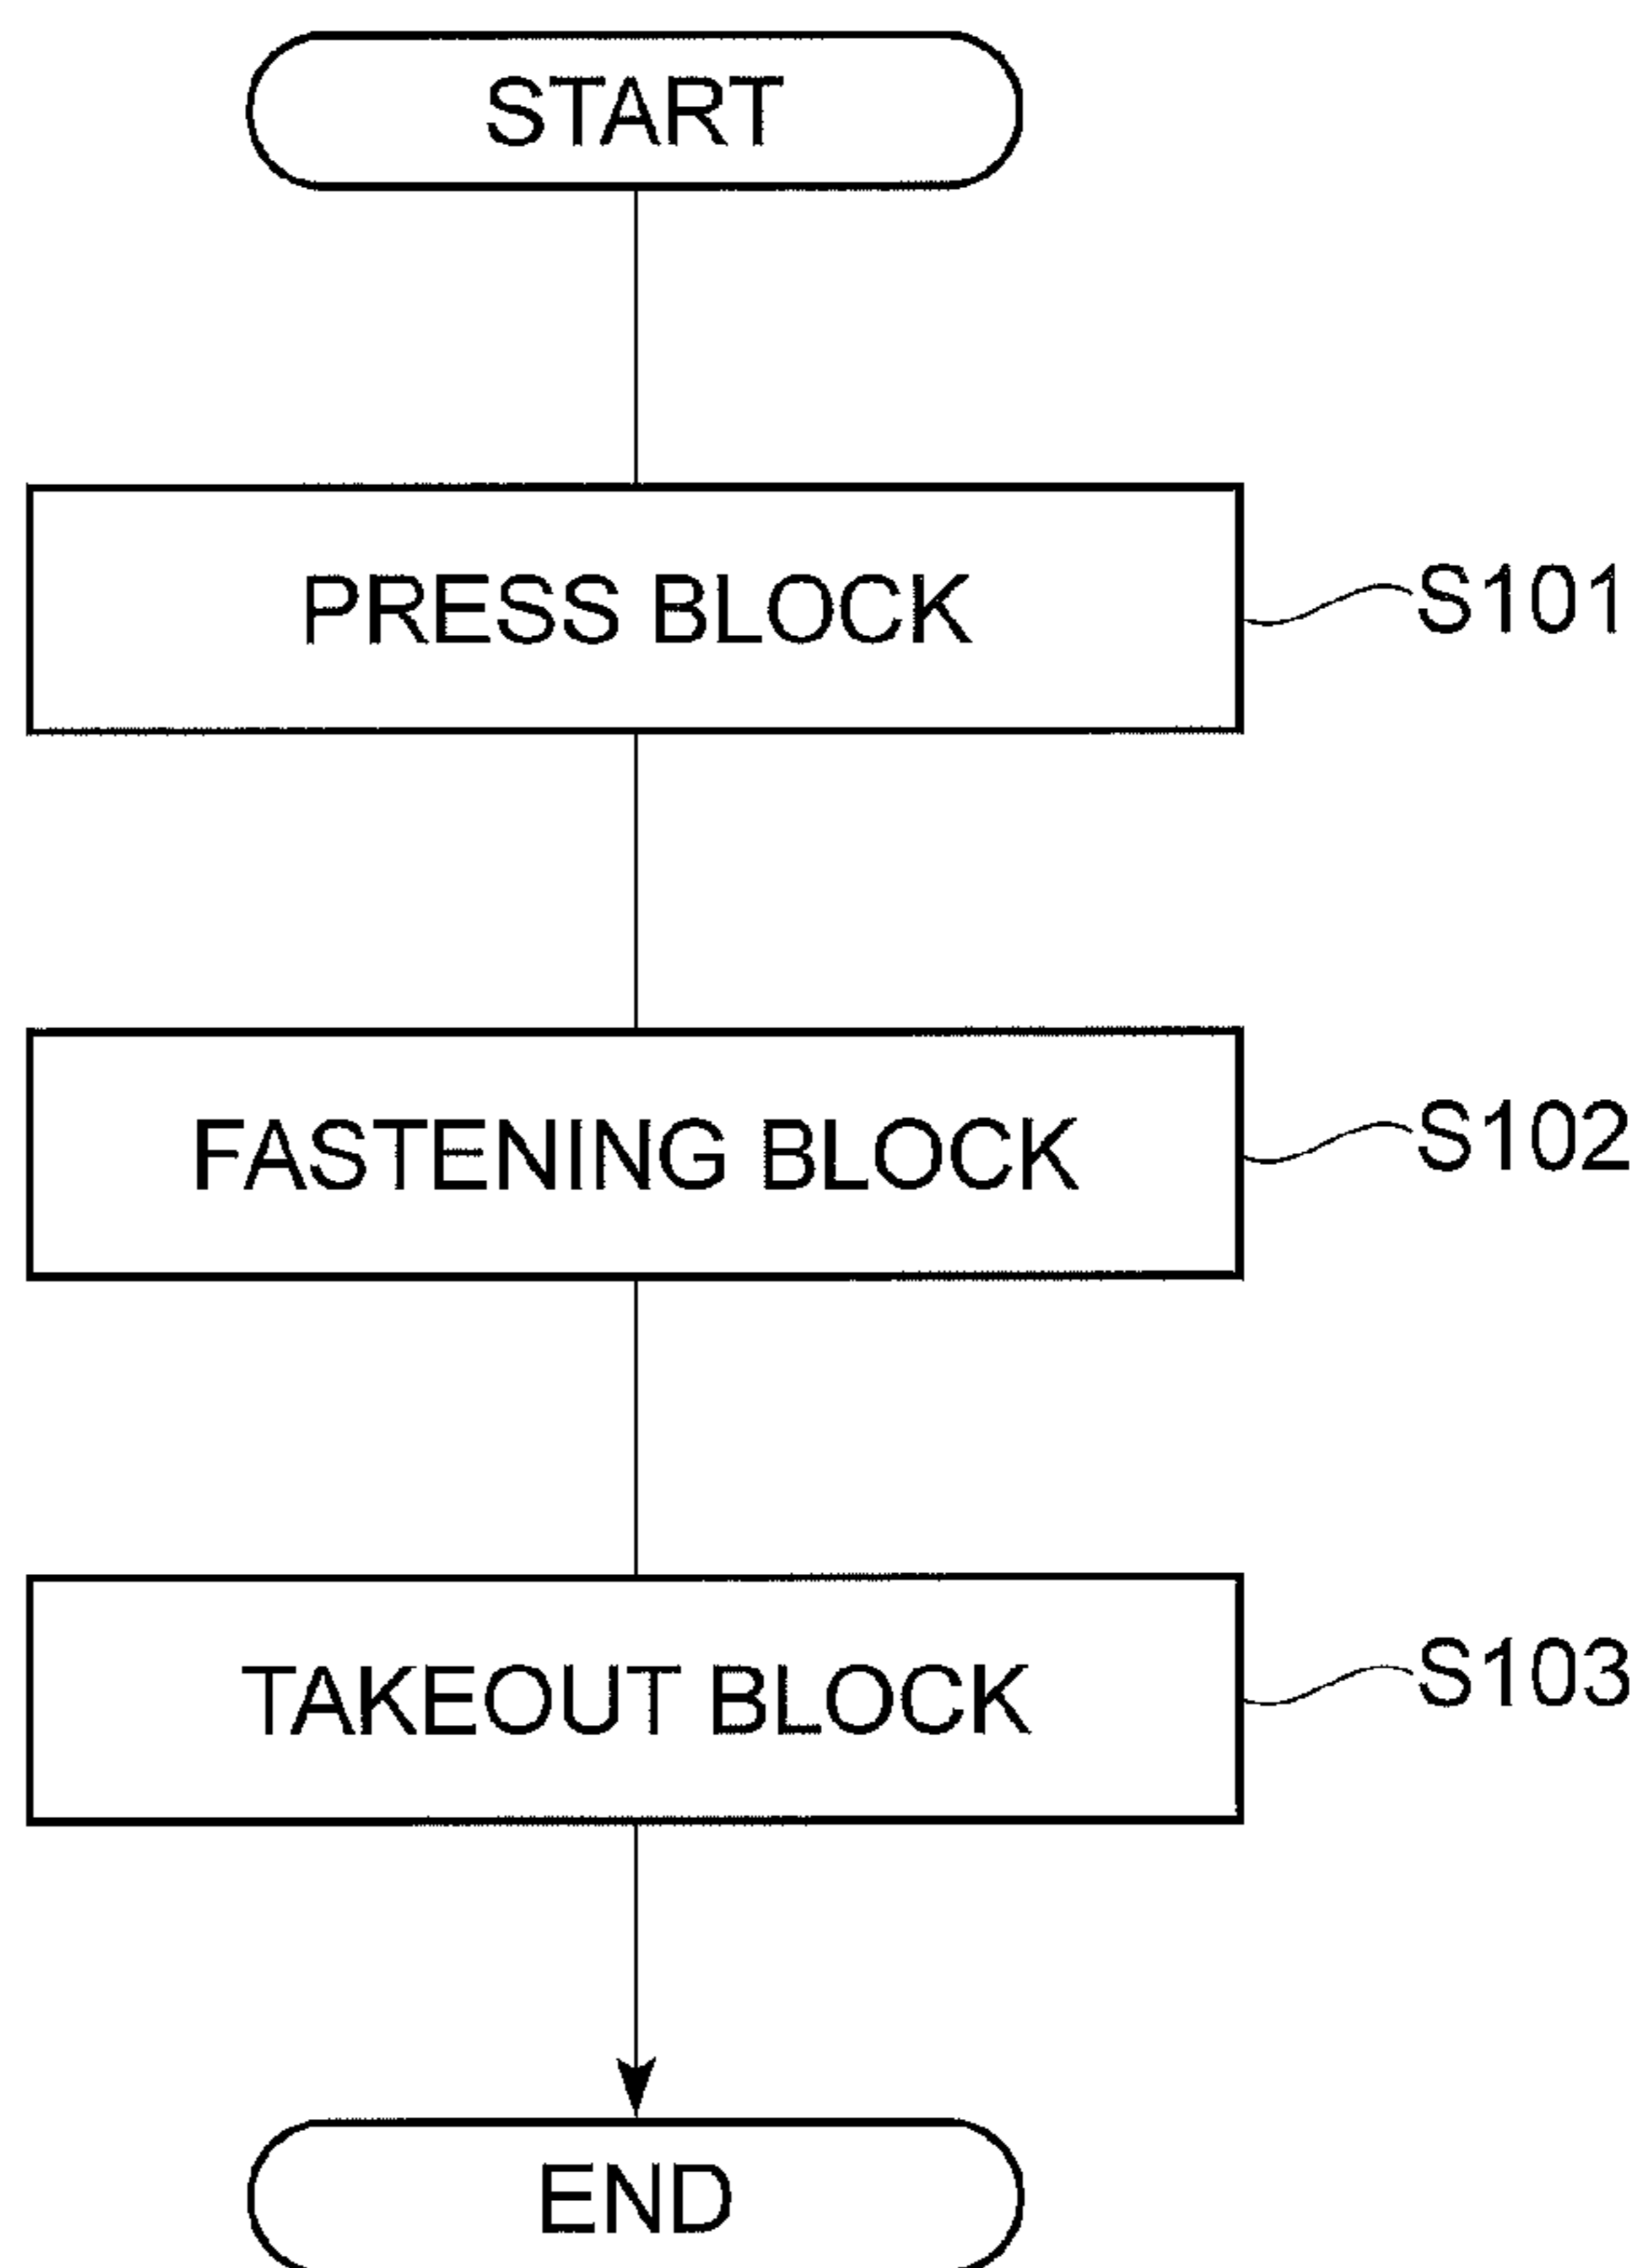 START
PRESS BLOCK
S101
FASTENING BLOCK
S102
TAKEOUT BLOCK
S103
END